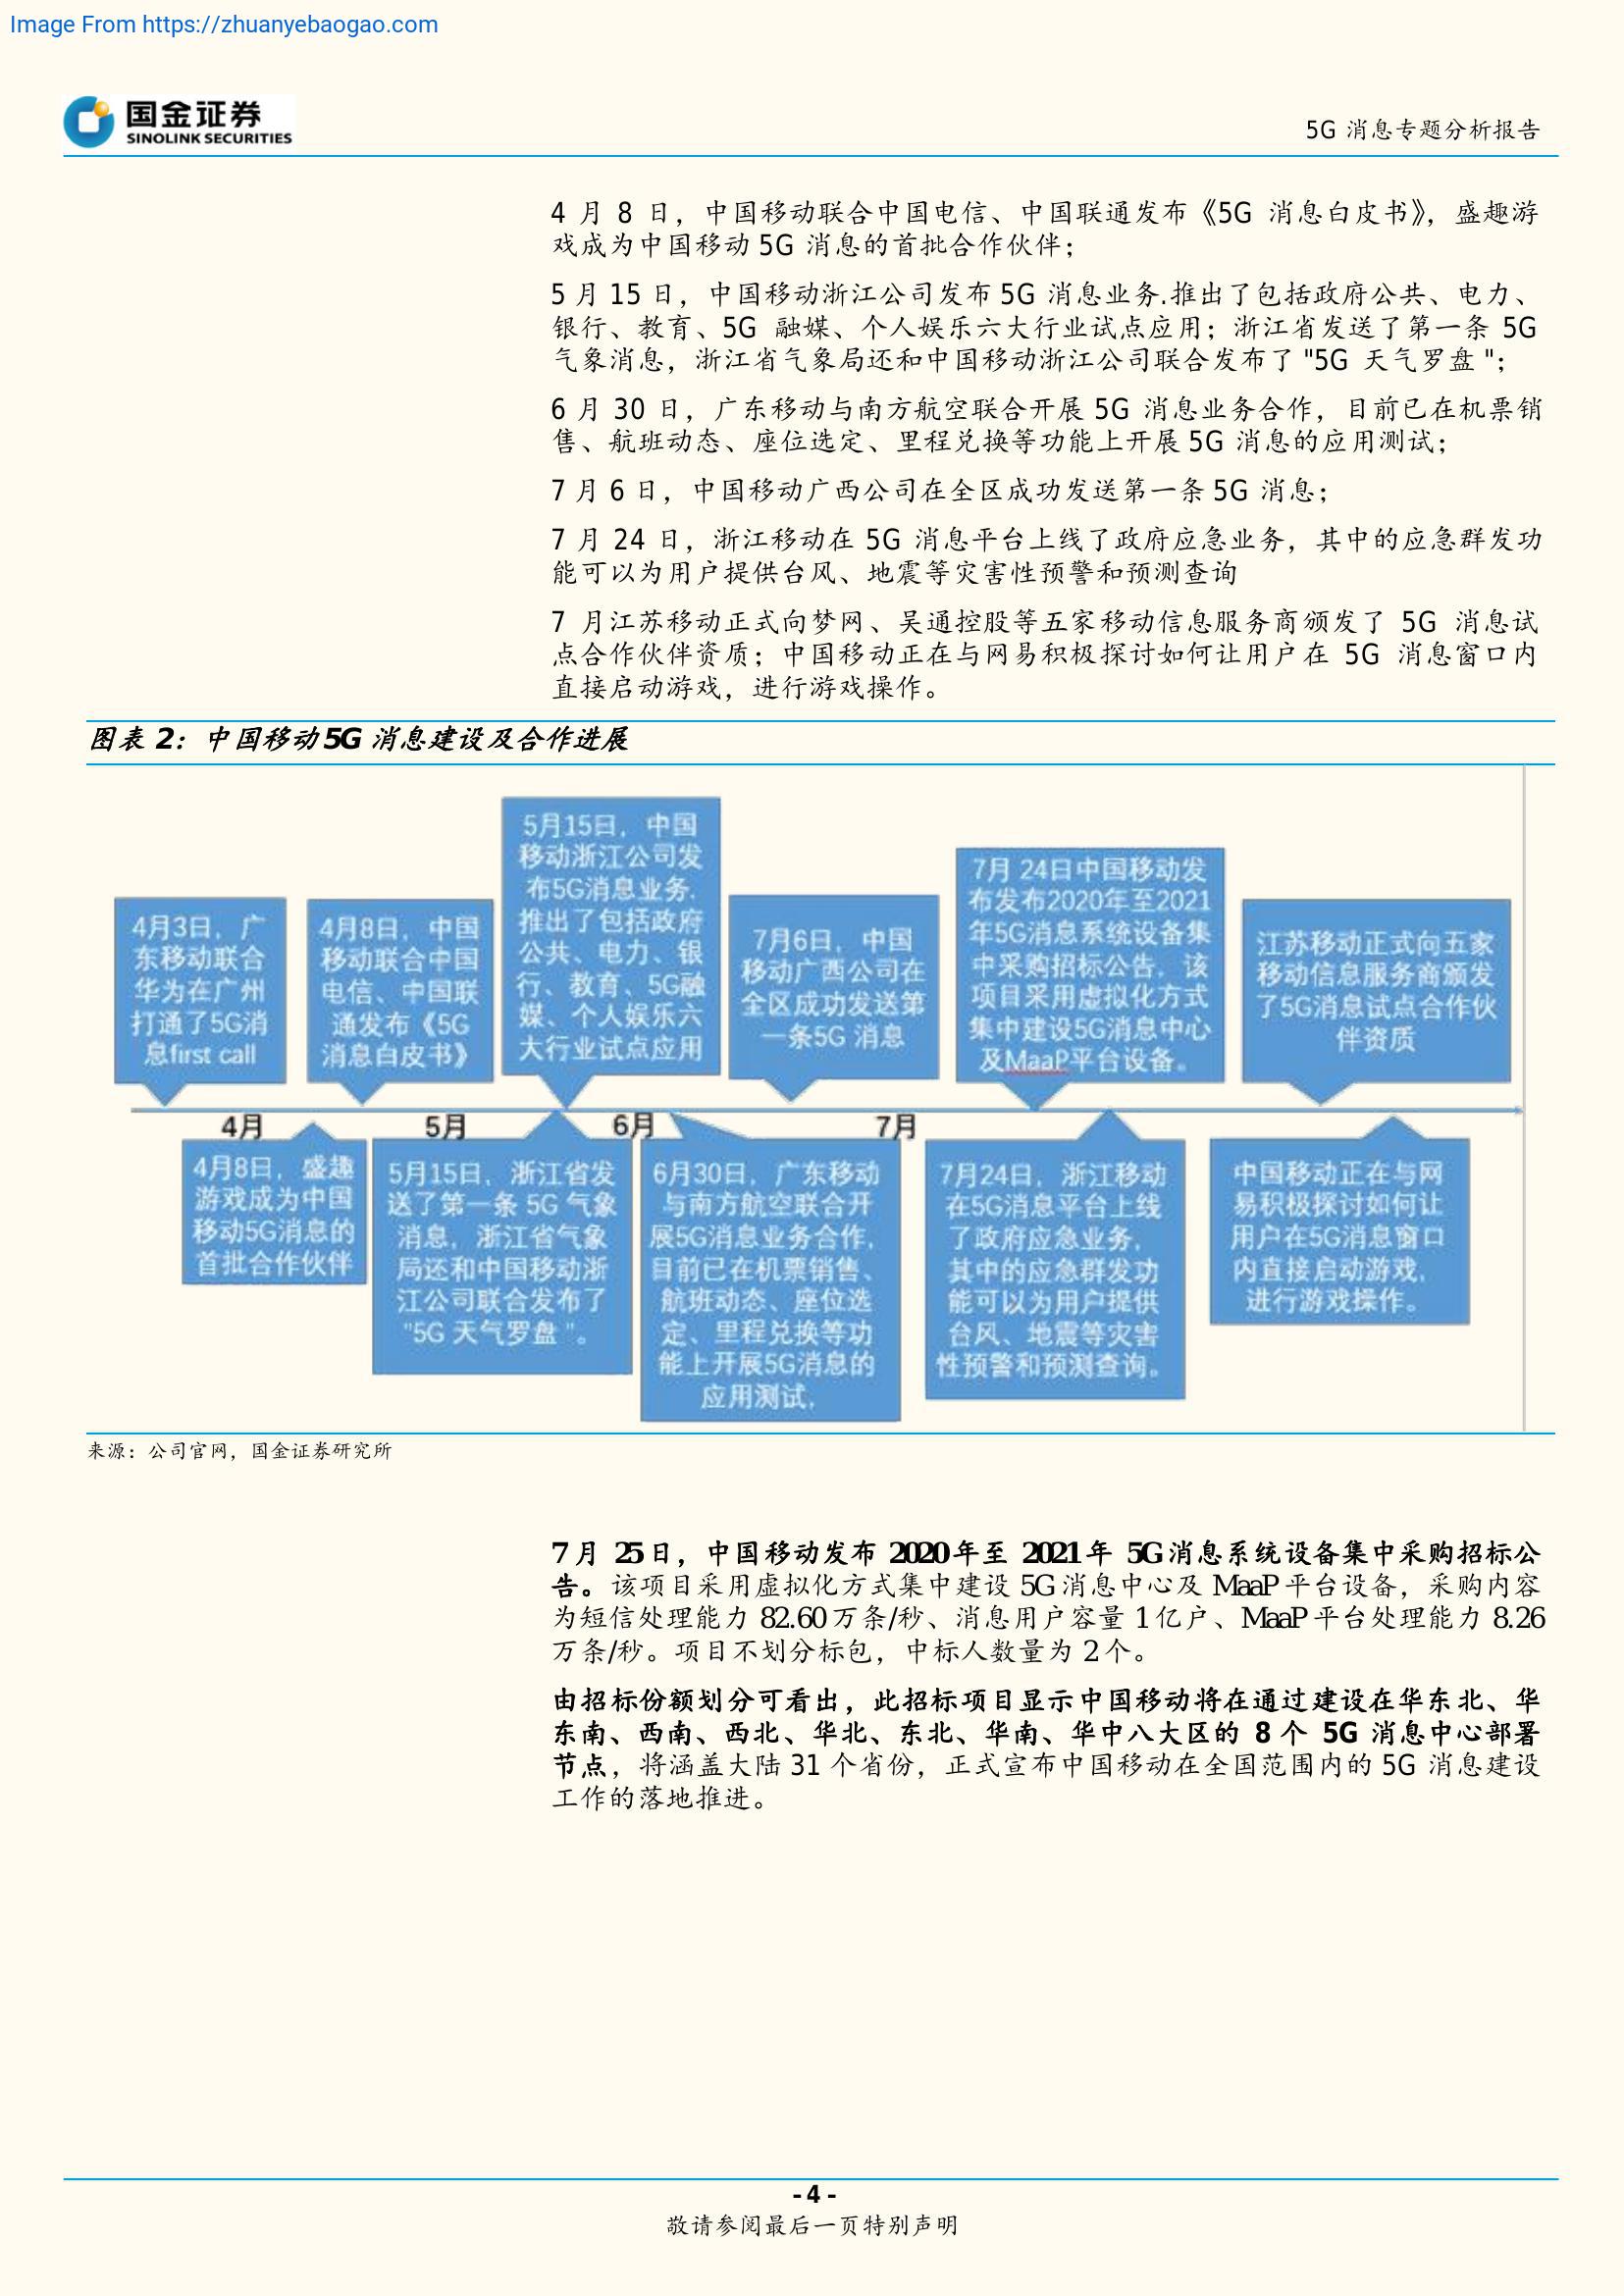 Image From https://zhuanyebaogao.com
国金证券
SINOLINK SECURITIES
5G 消息专题分析报告
4 月 8 日，中国移动联合中国电信、中国联通发布《5G 消息白皮书》，盛趣游
戏成为中国移动 5G 消息的首批合作伙伴；
5 月 15 日，中国移动浙江公司发布 5G 消息业务.推出了包括政府公共、电力、
银行、教育、5G 融媒、个人娱乐六大行业试点应用；浙江省发送了第一条 5G
气象消息，浙江省气象局还和中国移动浙江公司联合发布了 "5G 天气罗盘 "；
6 月 30 日，广东移动与南方航空联合开展 5G 消息业务合作，目前已在机票销
售、航班动态、座位选定、里程兑换等功能上开展 5G 消息的应用测试；
7 月 6 日，中国移动广西公司在全区成功发送第一条 5G 消息；
7 月 24 日，浙江移动在 5G 消息平台上线了政府应急业务，其中的应急群发功
能可以为用户提供台风、地震等灾害性预警和预测查询
7 月江苏移动正式向梦网、吴通控股等五家移动信息服务商颁发了 5G 消息试
点合作伙伴资质；中国移动正在与网易积极探讨如何让用户在 5G 消息窗口内
直接启动游戏，进行游戏操作。
图表 2：中国移动 5G 消息建设及合作进展
4月3日，广
东移动联合
华为在广州
打通了5G消
息first call
4月8日，中国
移动联合中国
电信、中国联
通发布《5G
消息白皮书》
5月15日，中国
移动浙江公司发
布5G消息业务.
推出了包括政府
公共、电力、银
行、教育、5G融
媒、个人娱乐六
大行业试点应用
7月6日，中国
移动广西公司在
全区成功发送第
一条5G 消息
7月 24日中国移动发
布发布2020年至2021
年5G消息系统设备集
中采购招标公告，该
项目采用虚拟化方式
集中建设5G消息中心
及MaaP平台设备。
江苏移动正式向五家
移动信息服务商颁发
了5G消息试点合作伙
伴资质
4月
5月
6月
7月
4月8日，盛趣
游戏成为中国
移动5G消息的
首批合作伙伴
5月15日，浙江省发
送了第一条 5G 气象
消息，浙江省气象
局还和中国移动浙
江公司联合发布了
"5G 天气罗盘 "。
6月30日，广东移动
与南方航空联合开
展5G消息业务合作，
目前已在机票销售、
航班动态、座位选
定、里程兑换等功
能上开展5G消息的
应用测试，
7月24日，浙江移动
在5G消息平台上线
了政府应急业务，
其中的应急群发功
能可以为用户提供
台风、地震等灾害
性预警和预测查询。
中国移动正在与网
易积极探讨如何让
用户在5G消息窗口
内直接启动游戏，
进行游戏操作。
来源：公司官网，国金证券研究所
7 月 25 日，中国移动发布 2020 年至 2021 年 5G 消息系统设备集中采购招标公
告。该项目采用虚拟化方式集中建设 5G 消息中心及 MaaP 平台设备，采购内容
为短信处理能力 82.60 万条/秒、消息用户容量 1 亿户、MaaP 平台处理能力 8.26
万条/秒。项目不划分标包，中标人数量为 2 个。
由招标份额划分可看出，此招标项目显示中国移动将在通过建设在华东北、华
东南、西南、西北、华北、东北、华南、华中八大区的 8 个 5G 消息中心部署
节点，将涵盖大陆 31 个省份，正式宣布中国移动在全国范围内的 5G 消息建设
工作的落地推进。
- 4 -
敬请参阅最后一页特别声明